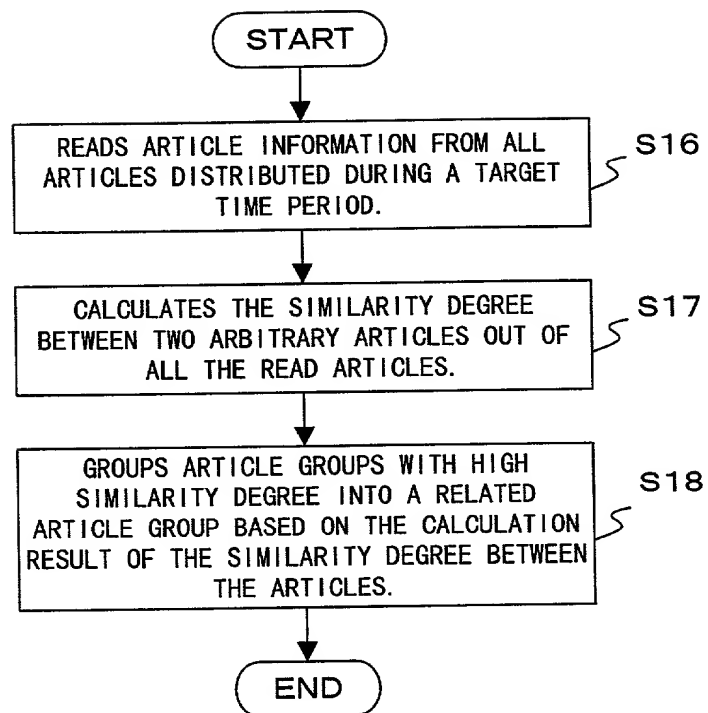 START
READS ARTICLE INFORMATION FROM ALL
ARTICLES DISTRIBUTED DURING A TARGET
TIME PERIOD.
S16
CALCULATES THE SIMILARITY DEGREE
BETWEEN TWO ARBITRARY ARTICLES OUT OF
ALL THE READ ARTICLES.
S17
GROUPS ARTICLE GROUPS WITH HIGH
SIMILARITY DEGREE INTO A RELATED
ARTICLE GROUP BASED ON THE CALCULATION
RESULT OF THE SIMILARITY DEGREE BETWEEN
THE ARTICLES.
S18
END